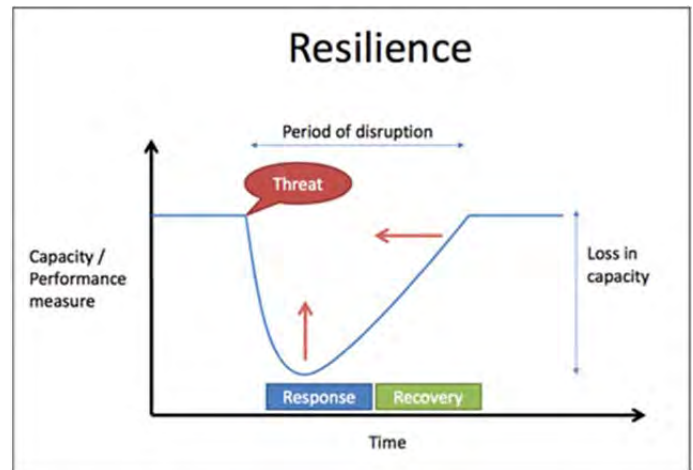 Resilience
Period of disruption
Threat
Capacity /
Performance
measure
Loss in
capacity
Response
Recovery
Time